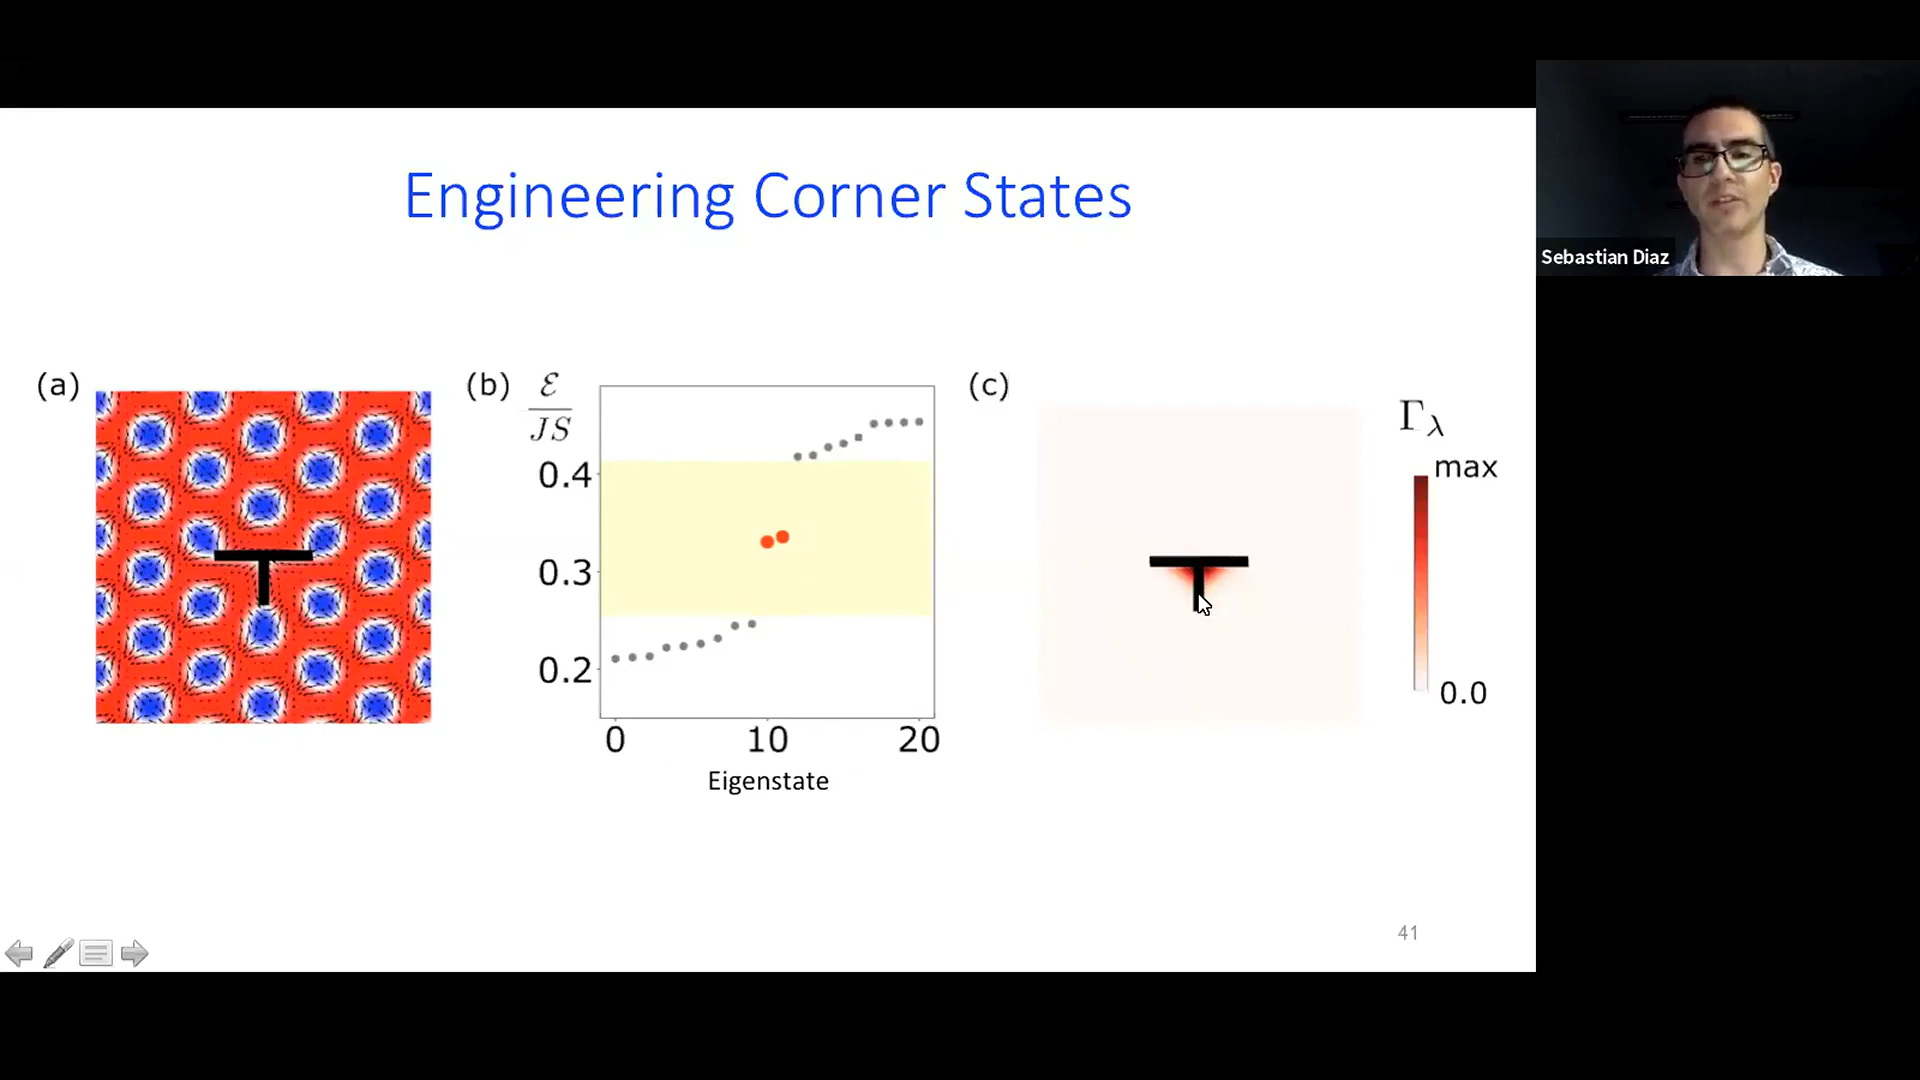 Engineering Corner States
Sebastian Diaz
(a)
(b)
ℰ
JS
0.4
0.3
0.2
0
10
20
Eigenstate
(c)
Γλ
max
0.0
41